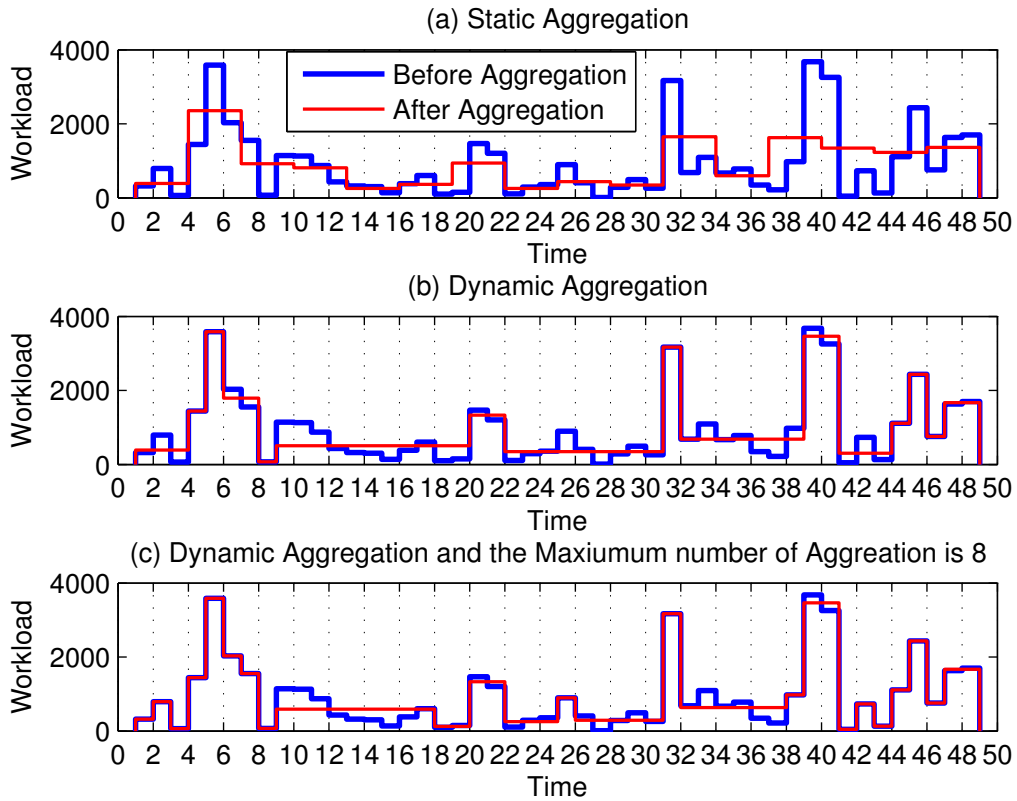 (a) Static Aggregation
4000
2000
0
Workload
Before Aggregation
After Aggregation
0 2 4 6 8 10 12 14 16 18 20 22 24 26 28 30 32 34 36 38 40 42 44 46 48 50
Time
(b) Dynamic Aggregation
4000
2000
0
Workload
0 2 4 6 8 10 12 14 16 18 20 22 24 26 28 30 32 34 36 38 40 42 44 46 48 50
Time
(c) Dynamic Aggregation and the Maxiumum number of Aggreation is 8
4000
2000
0
Workload
0 2 4 6 8 10 12 14 16 18 20 22 24 26 28 30 32 34 36 38 40 42 44 46 48 50
Time